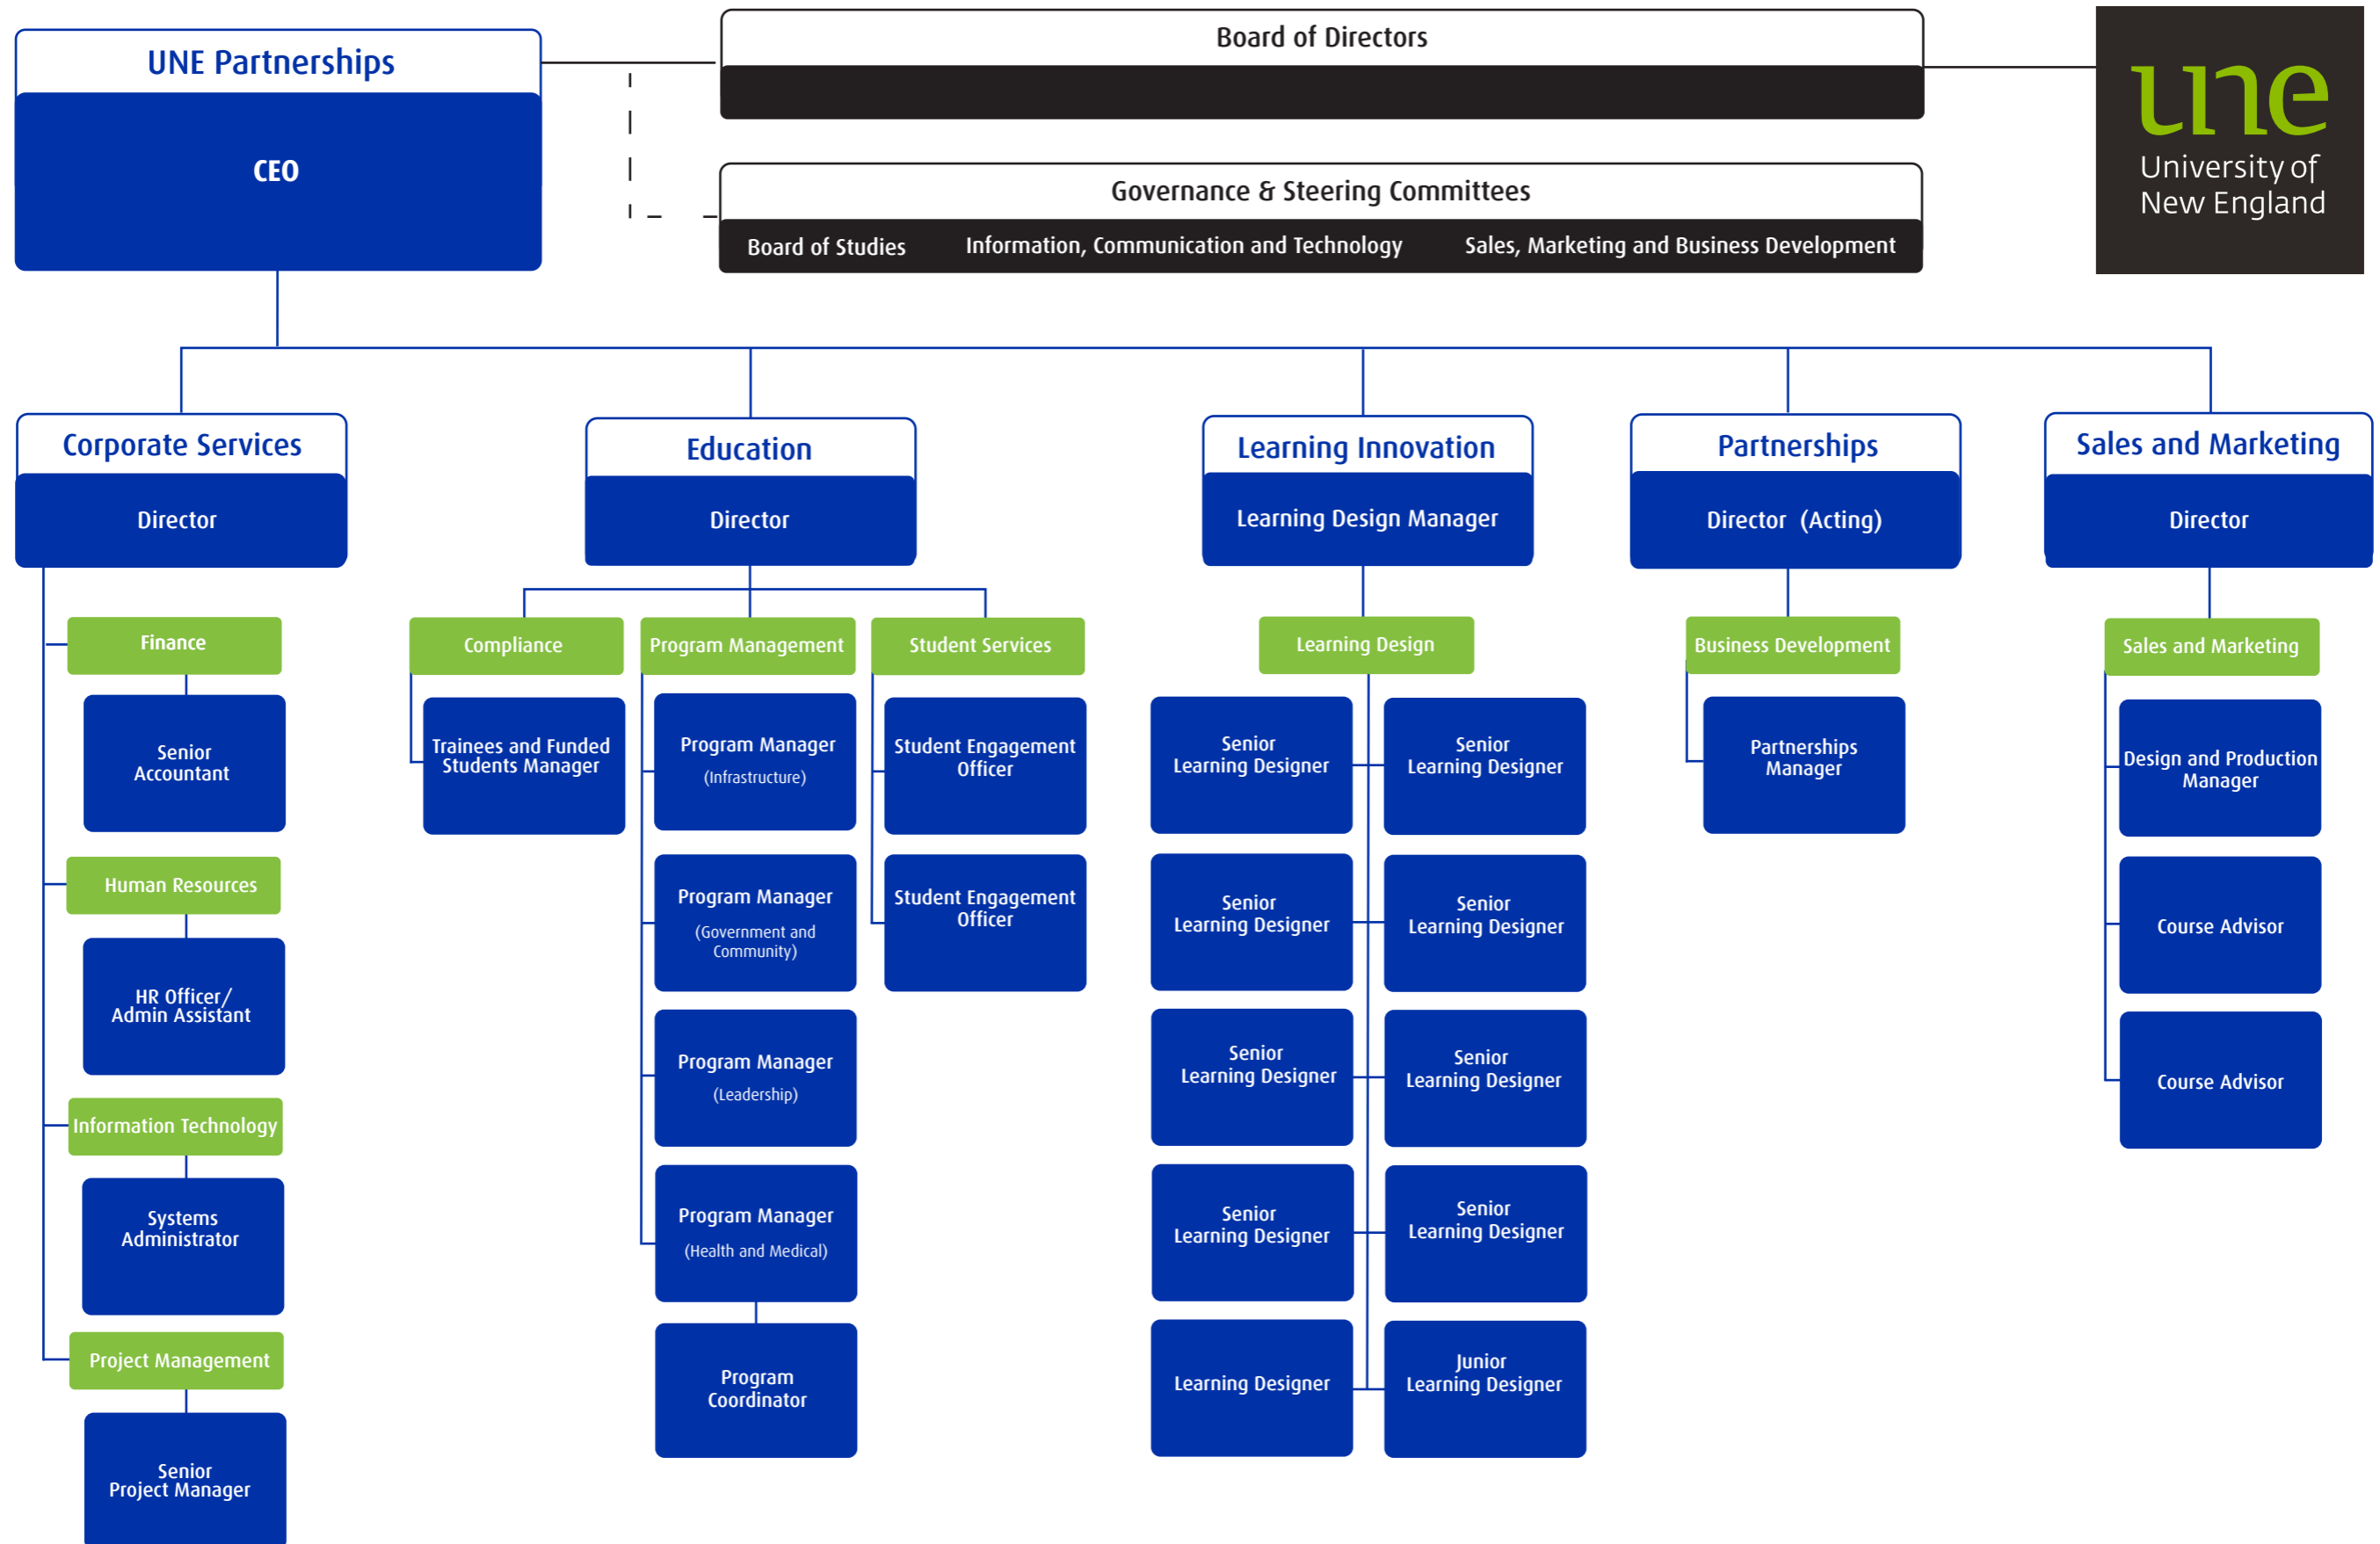 UNE Partnerships
CEO
Board of Directors
Governance & Steering Committees
Board of Studies Information, Communication and Technology Sales, Marketing and Business Development
une
University of
New England
Corporate Services
Director
Finance
Senior
Accountant
Human Resources
HR Officer/
Admin Assistant
Information Technology
Systems
Administrator
Project Management
Senior
Project Manager
Education
Director
Compliance
Trainees and Funded
Students Manager
Program Management
Program Manager
(Infrastructure)
Program Manager
(Government and
Community)
Program Manager
(Leadership)
Program Manager
(Health and Medical)
Program
Coordinator
Student Services
Student Engagement
Officer
Student Engagement
Officer
Learning Innovation
Learning Design Manager
Learning Design
Senior
Learning Designer
Senior
Learning Designer
Senior
Learning Designer
Senior
Learning Designer
Senior
Learning Designer
Senior
Learning Designer
Senior
Learning Designer
Senior
Learning Designer
Learning Designer
Junior
Learning Designer
Partnerships
Director (Acting)
Business Development
Partnerships
Manager
Sales and Marketing
Director
Sales and Marketing
Design and Production
Manager
Course Advisor
Course Advisor